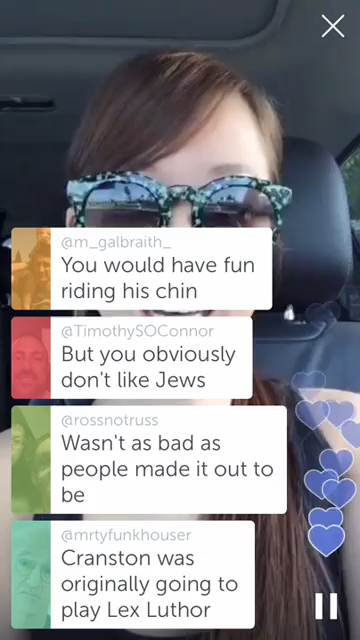 @m_galbraith_
You would have fun
riding his chin
@TimothySOConnor
But you obviously
don't like Jews
@rossnotruss
Wasn't as bad as
people made it out to
be
@mrtyfunkhouser
Cranston was
originally going to
play Lex Luthor